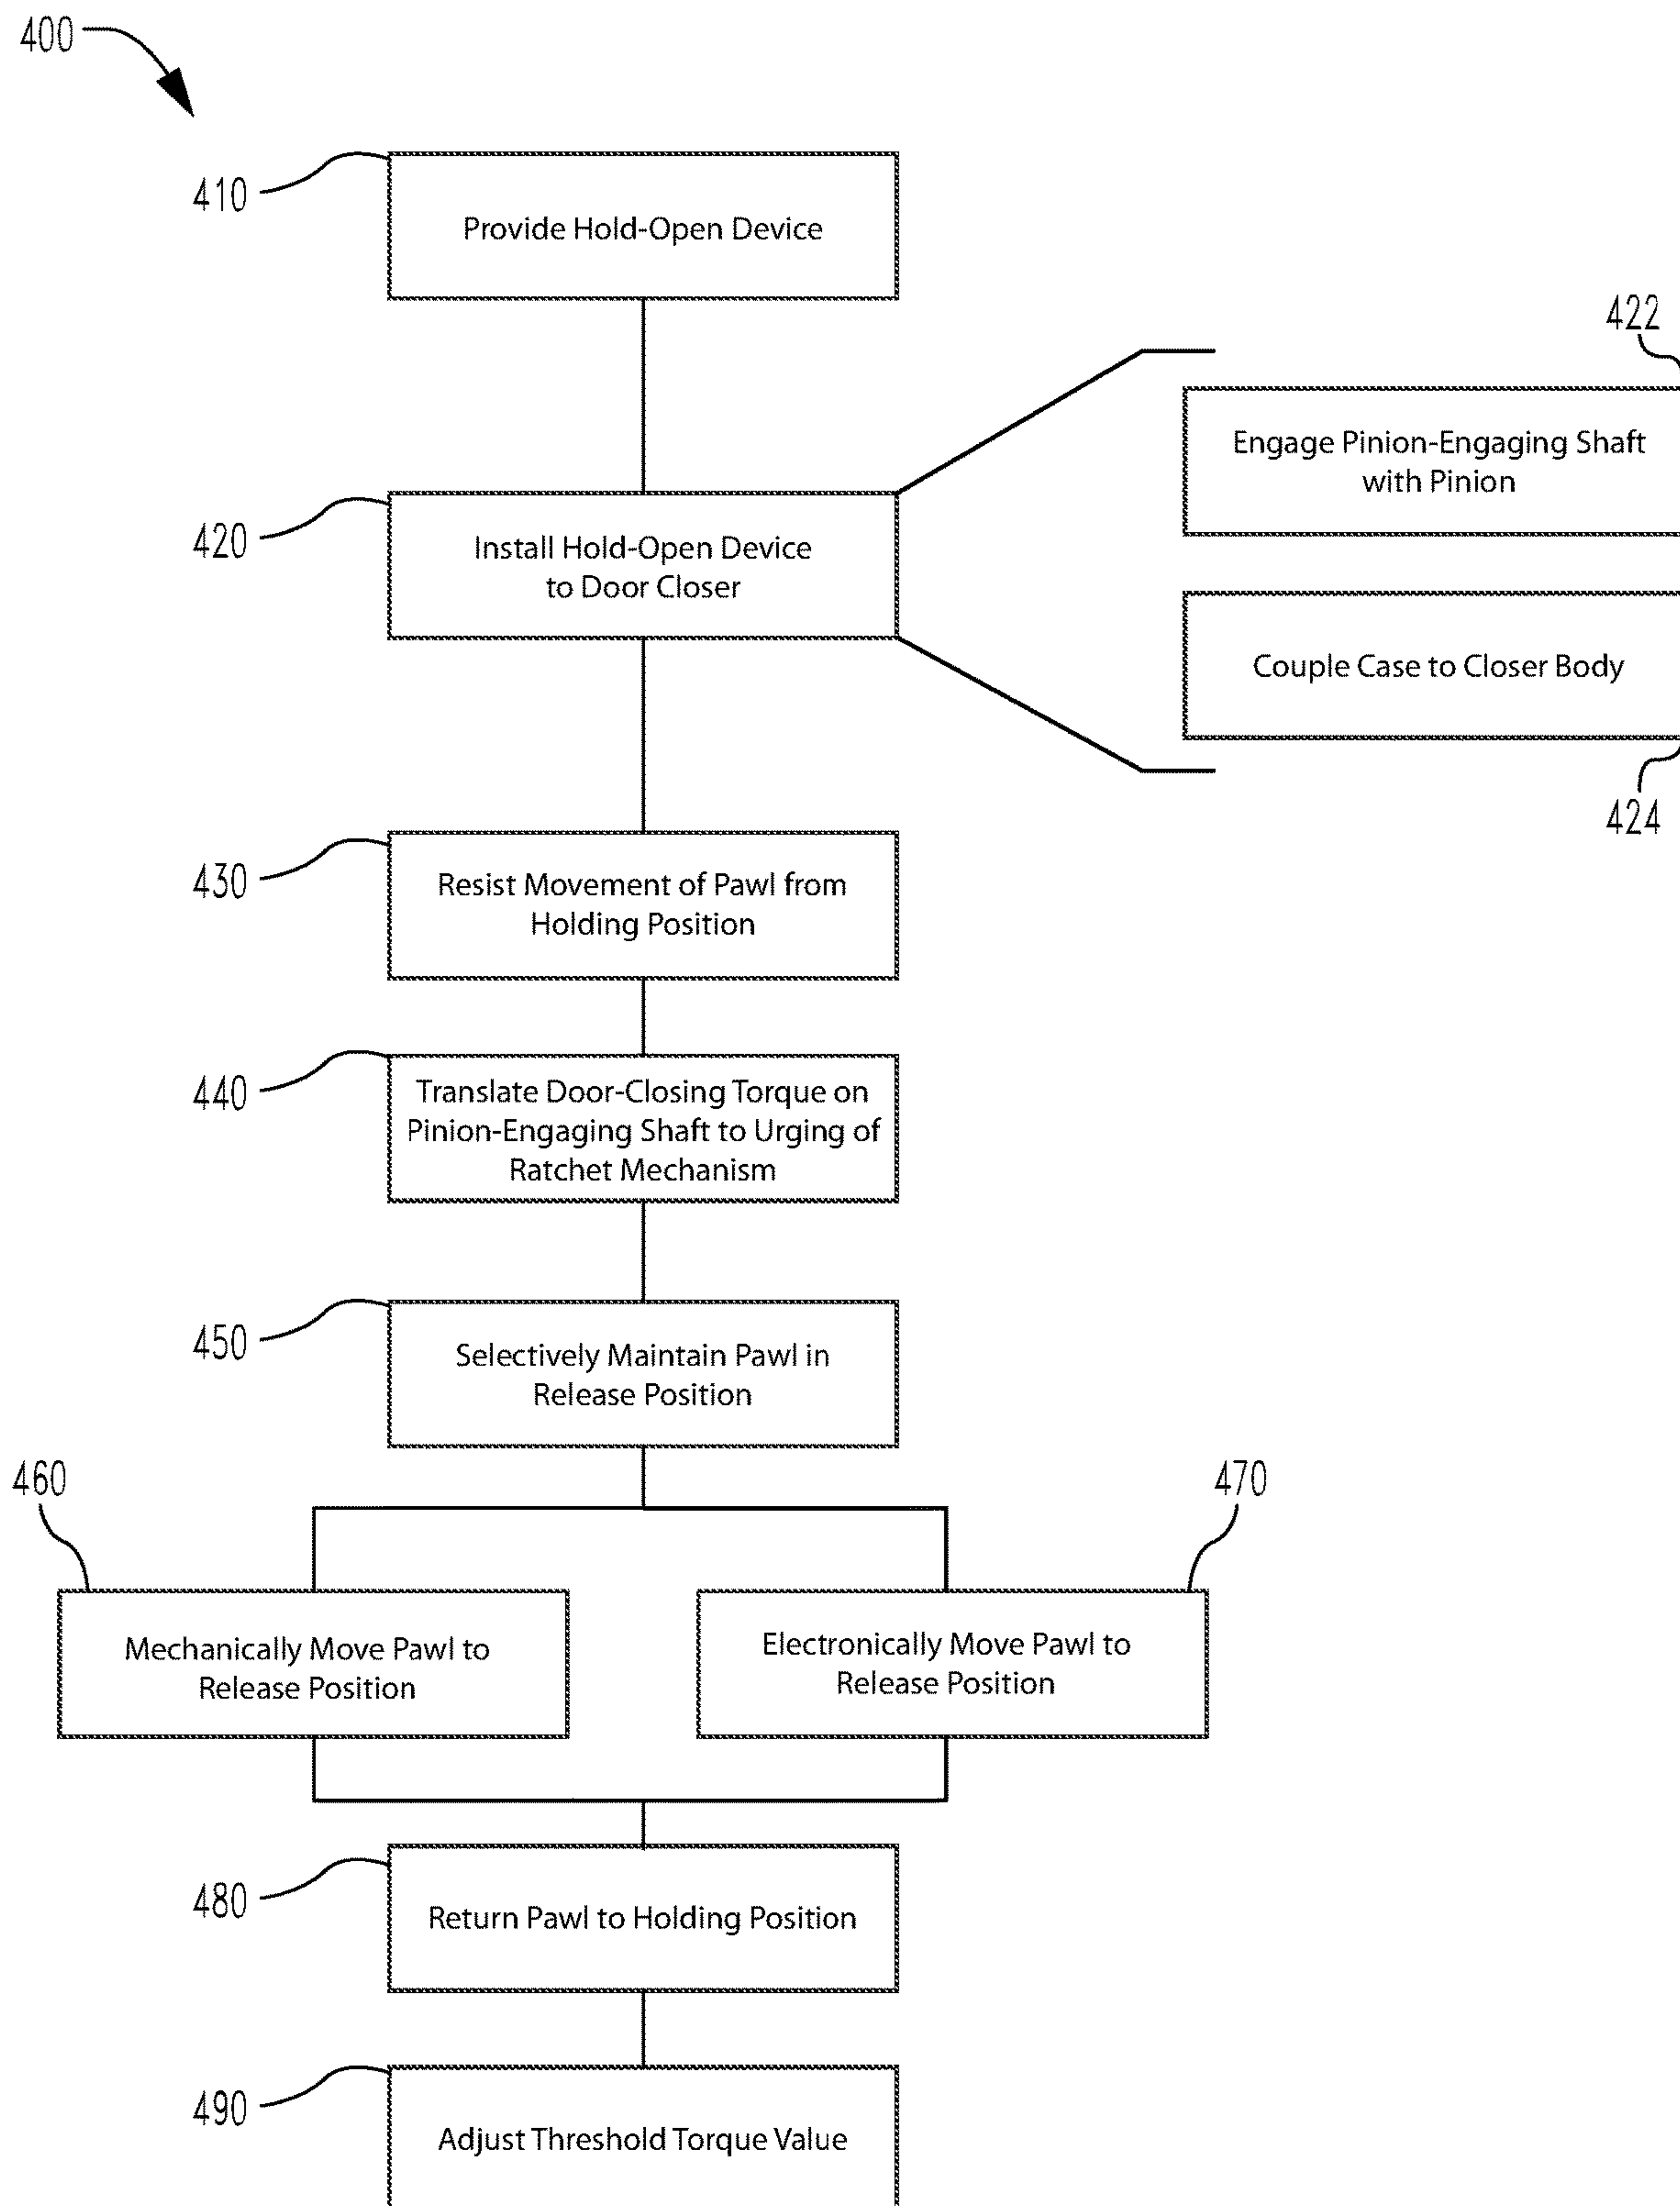 400
410
Provide Hold-Open Device
422
Engage Pinion-Engaging Shaft
with Pinion
420
Install Hold-Open Device
to Door Closer
Couple Case to Closer Body
424
430
Resist Movement of Pawl from
Holding Position
440
Translate Door-Closing Torque on
Pinion-Engaging Shaft to Urging of
Ratchet Mechanism
450
Selectively Maintain Pawl in
Release Position
460
470
Mechanically Move Pawl to
Release Position
Electronically Move Pawl to
Release Position
480
Return Pawl to Holding Position
490
Adjust Threshold Torque Value